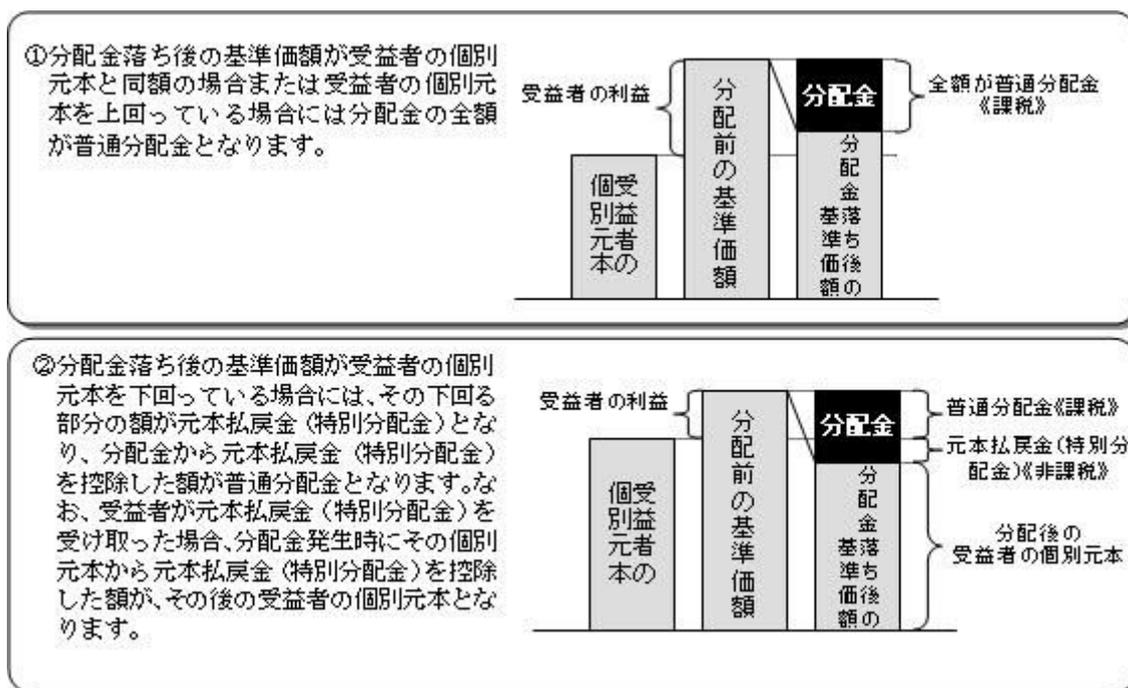 ①分配金落ち後の基準価額が受益者の個別
元本と同額の場合または受益者の個別元
本を上回っている場合には分配金の全額
が普通分配金となります。
受益者の利益
受益者の
個別元本
分配前の基準価額
分配金
分配金落ち後の
基準価額
全額が普通分配金
《課税》
②分配金落ち後の基準価額が受益者の個別
元本を下回っている場合には、その下回る
部分の額が元本払戻金（特別分配金）とな
り、分配金から元本払戻金（特別分配金）
を控除した額が普通分配金となります。な
お、受益者が元本払戻金（特別分配金）を
受け取った場合、分配金発生時にその個別
元本から元本払戻金（特別分配金）を控除
した額が、その後の受益者の個別元本とな
ります。
受益者の利益
受益者の
個別元本
分配前の基準価額
分配金
分配金落ち後の
基準価額
普通分配金《課税》
元本払戻金（特別分
配金）《非課税》
分配後の
受益者の個別元本